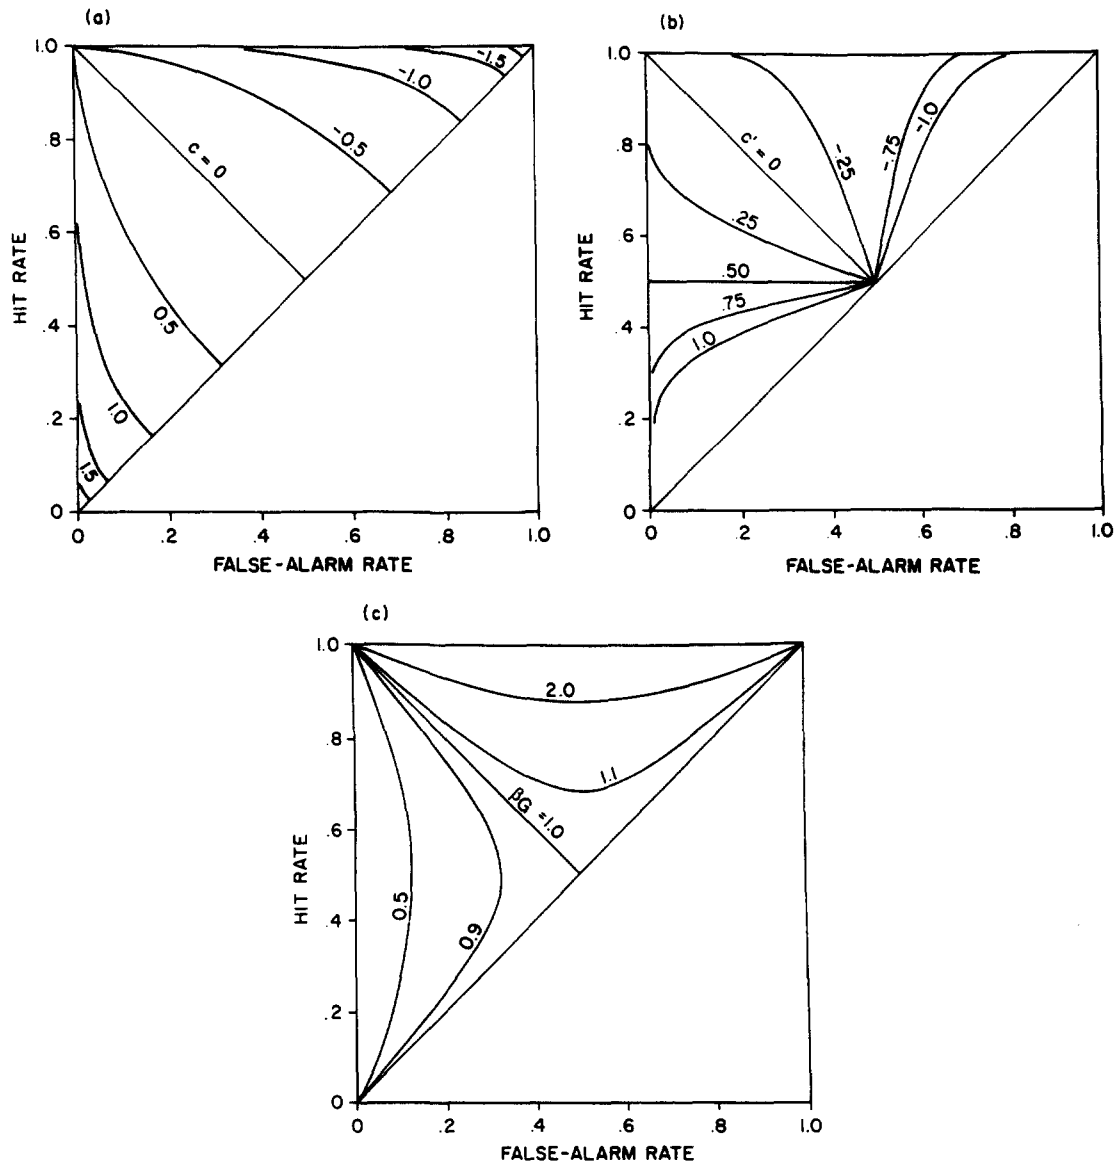 (a)
1.0
.8
.6
.4
.2
0
HIT RATE
c = 0
-0.5
-1.0
-1.5
0.5
1.0
1.5
0 .2 .4 .6 .8 1.0
FALSE-ALARM RATE
(b)
1.0
.8
.6
.4
.2
0
HIT RATE
c' = 0
-.25
-.75
-1.0
.25
.50
.75
1.0
0 .2 .4 .6 .8 1.0
FALSE-ALARM RATE
(c)
1.0
.8
.6
.4
.2
0
HIT RATE
2.0
1.1
βG =1.0
0.5
0.9
0 .2 .4 .6 .8 1.0
FALSE-ALARM RATE